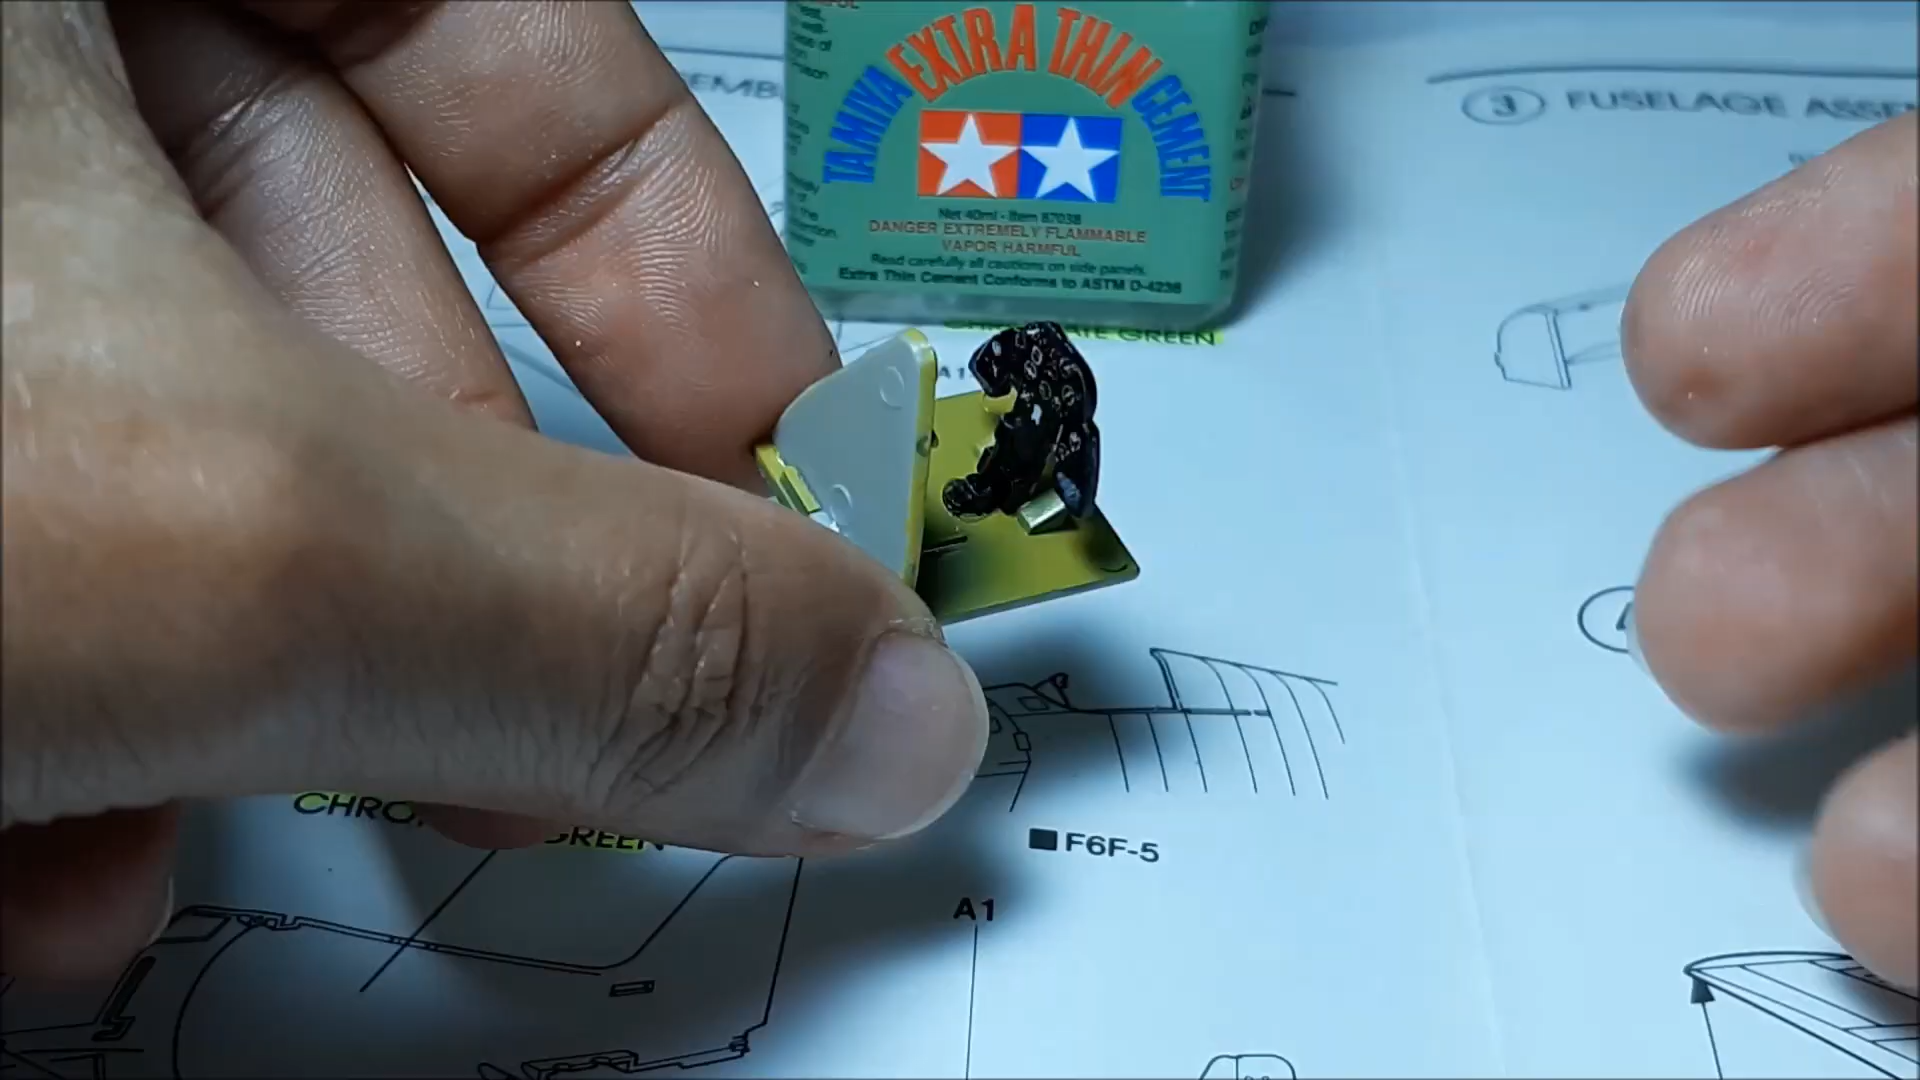 TAMIYA EXTRA THIN CEMENT
Net 40ml • Item 87038
DANGER EXTREMELY FLAMMABLE
VAPOR HARMFUL
Read carefully all cautions on side panels.
Extra Thin Cement Conforms to ASTM D-4236
3 FUSELAGE ASSE
GREEN
A1
CHRO GREEN
F6F-5
A1